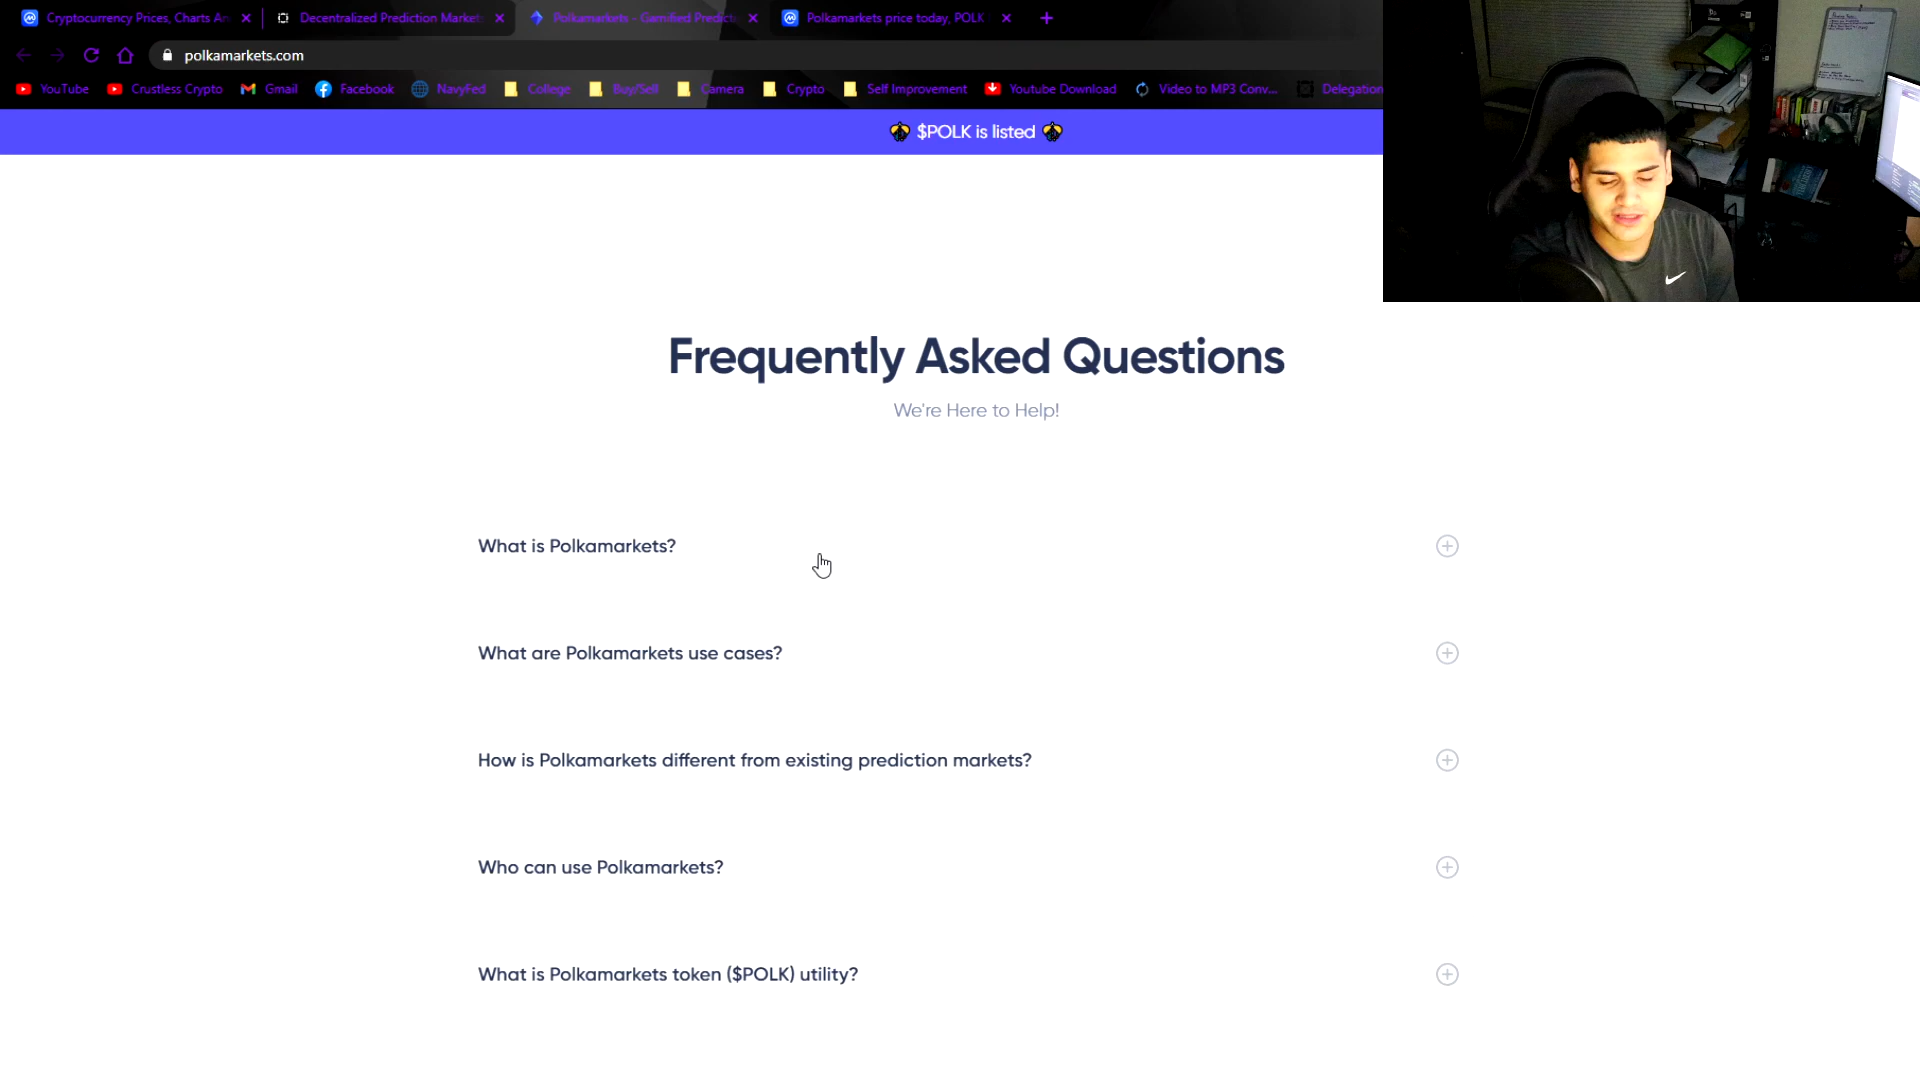 Cryptocurrency Prices, Charts An
Decentralized Prediction Market
Polkamarkets - Gamified Predicti
Polkamarkets price today, POLK
polkamarkets.com
YouTube
Crustless Crypto
Gmail
Facebook
NavyFed
College
Buy/Sell
Camera
Crypto
Self Improvement
Youtube Download
Video to MP3 Conv...
Delegation
$POLK is listed
Frequently Asked Questions
We're Here to Help!
What is Polkamarkets?
What are Polkamarkets use cases?
How is Polkamarkets different from existing prediction markets?
Who can use Polkamarkets?
What is Polkamarkets token ($POLK) utility?